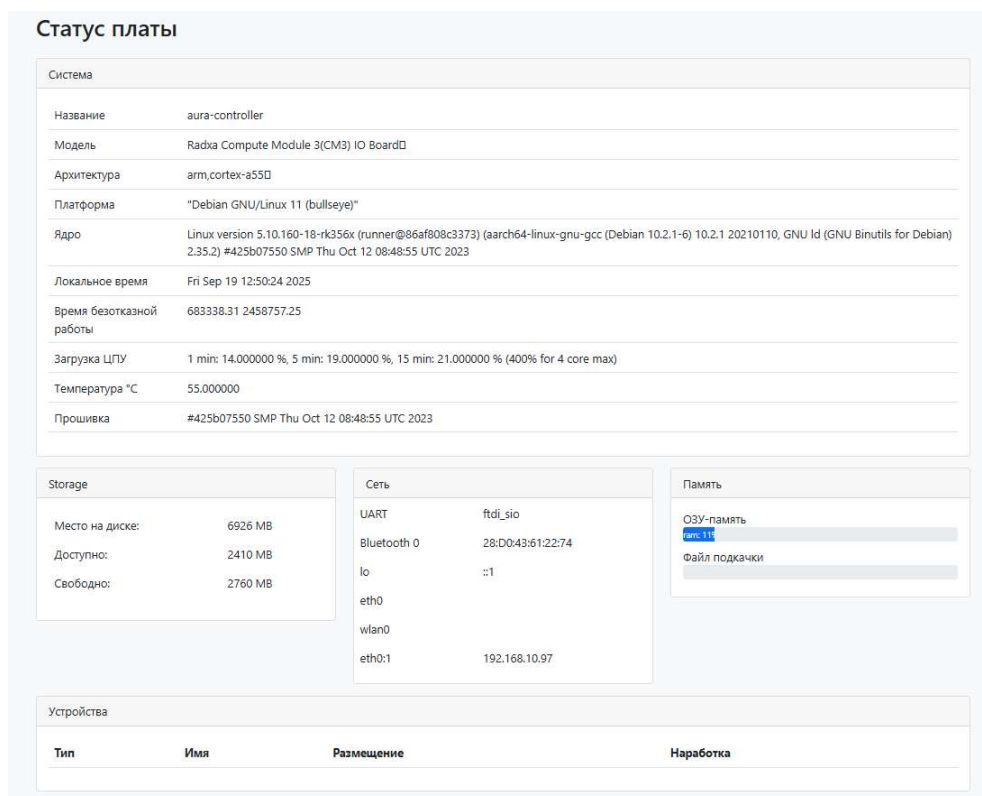 Статус платы
Система
Название aura-controller
Модель Radxa Compute Module 3(CM3) IO Board▯
Архитектура arm,cortex-a55▯
Платформа "Debian GNU/Linux 11 (bullseye)"
Ядро Linux version 5.10.160-18-rk356x (runner@86af808c3373) (aarch64-linux-gnu-gcc (Debian 10.2.1-6) 10.2.1 20210110, GNU ld (GNU Binutils for Debian)
2.35.2) #425b07550 SMP Thu Oct 12 08:48:55 UTC 2023
Локальное время Fri Sep 19 12:50:24 2025
Время безотказной 683338.31 2458757.25
работы
Загрузка ЦПУ 1 min: 14.000000 %, 5 min: 19.000000 %, 15 min: 21.000000 % (400% for 4 core max)
Температура °C 55.000000
Прошивка #425b07550 SMP Thu Oct 12 08:48:55 UTC 2023
Storage
Место на диске: 6926 MB
Доступно: 2410 MB
Свободно: 2760 MB
Сеть
UART ftdi_sio
Bluetooth 0 28:D0:43:61:22:74
lo ::1
eth0
wlan0
eth0:1 192.168.10.97
Память
ОЗУ-память
ram: 11
Файл подкачки
Устройства
Тип Имя Размещение Наработка